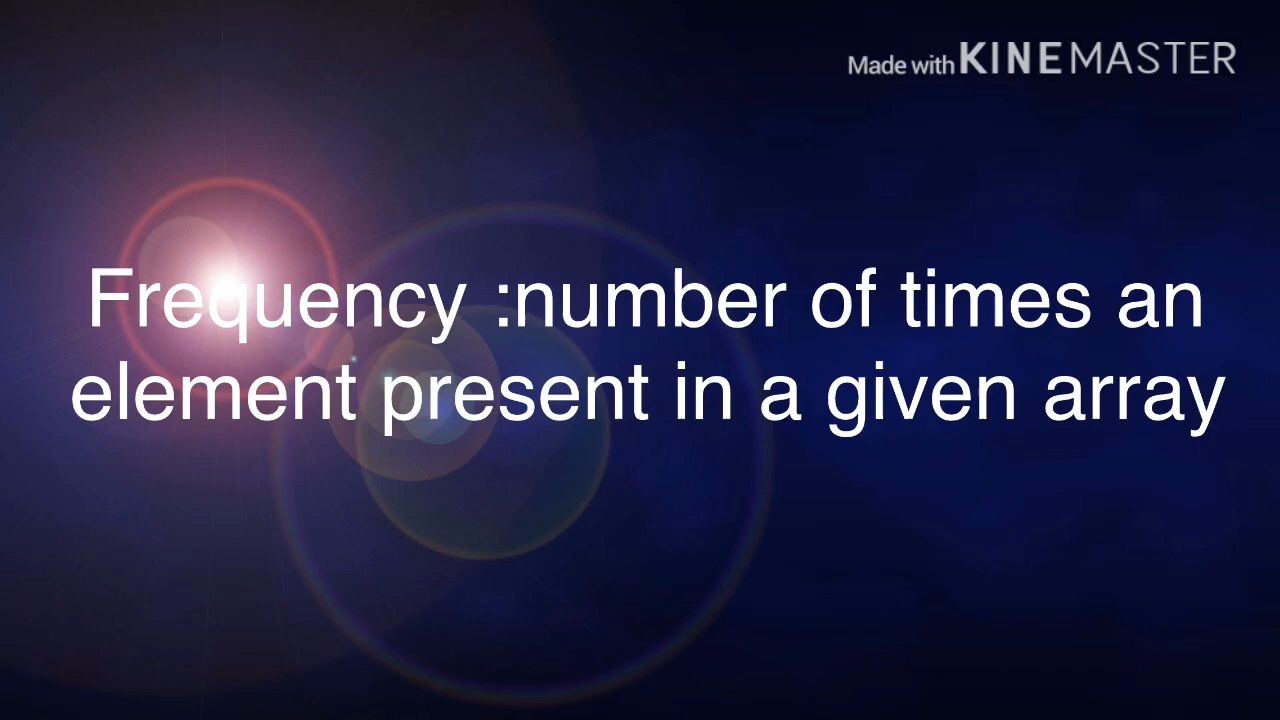 Made with KINEMASTER
Frequency :number of times an
element present in a given array